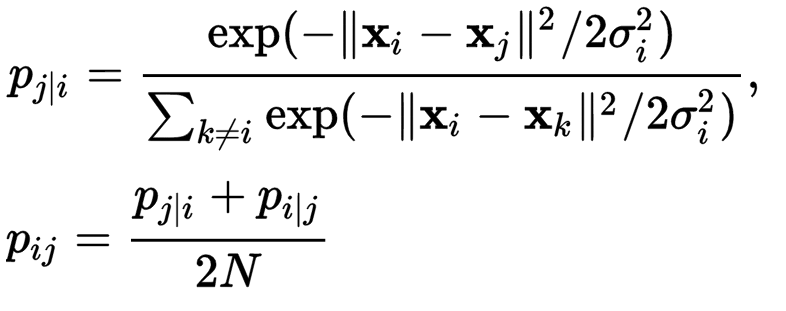 p_{j|i} = \frac{\exp(-\|\mathbf{x}_i - \mathbf{x}_j\|^2 / 2\sigma_i^2)}{\sum_{k \neq i} \exp(-\|\mathbf{x}_i - \mathbf{x}_k\|^2 / 2\sigma_i^2)},
p_{ij} = \frac{p_{j|i} + p_{i|j}}{2N}